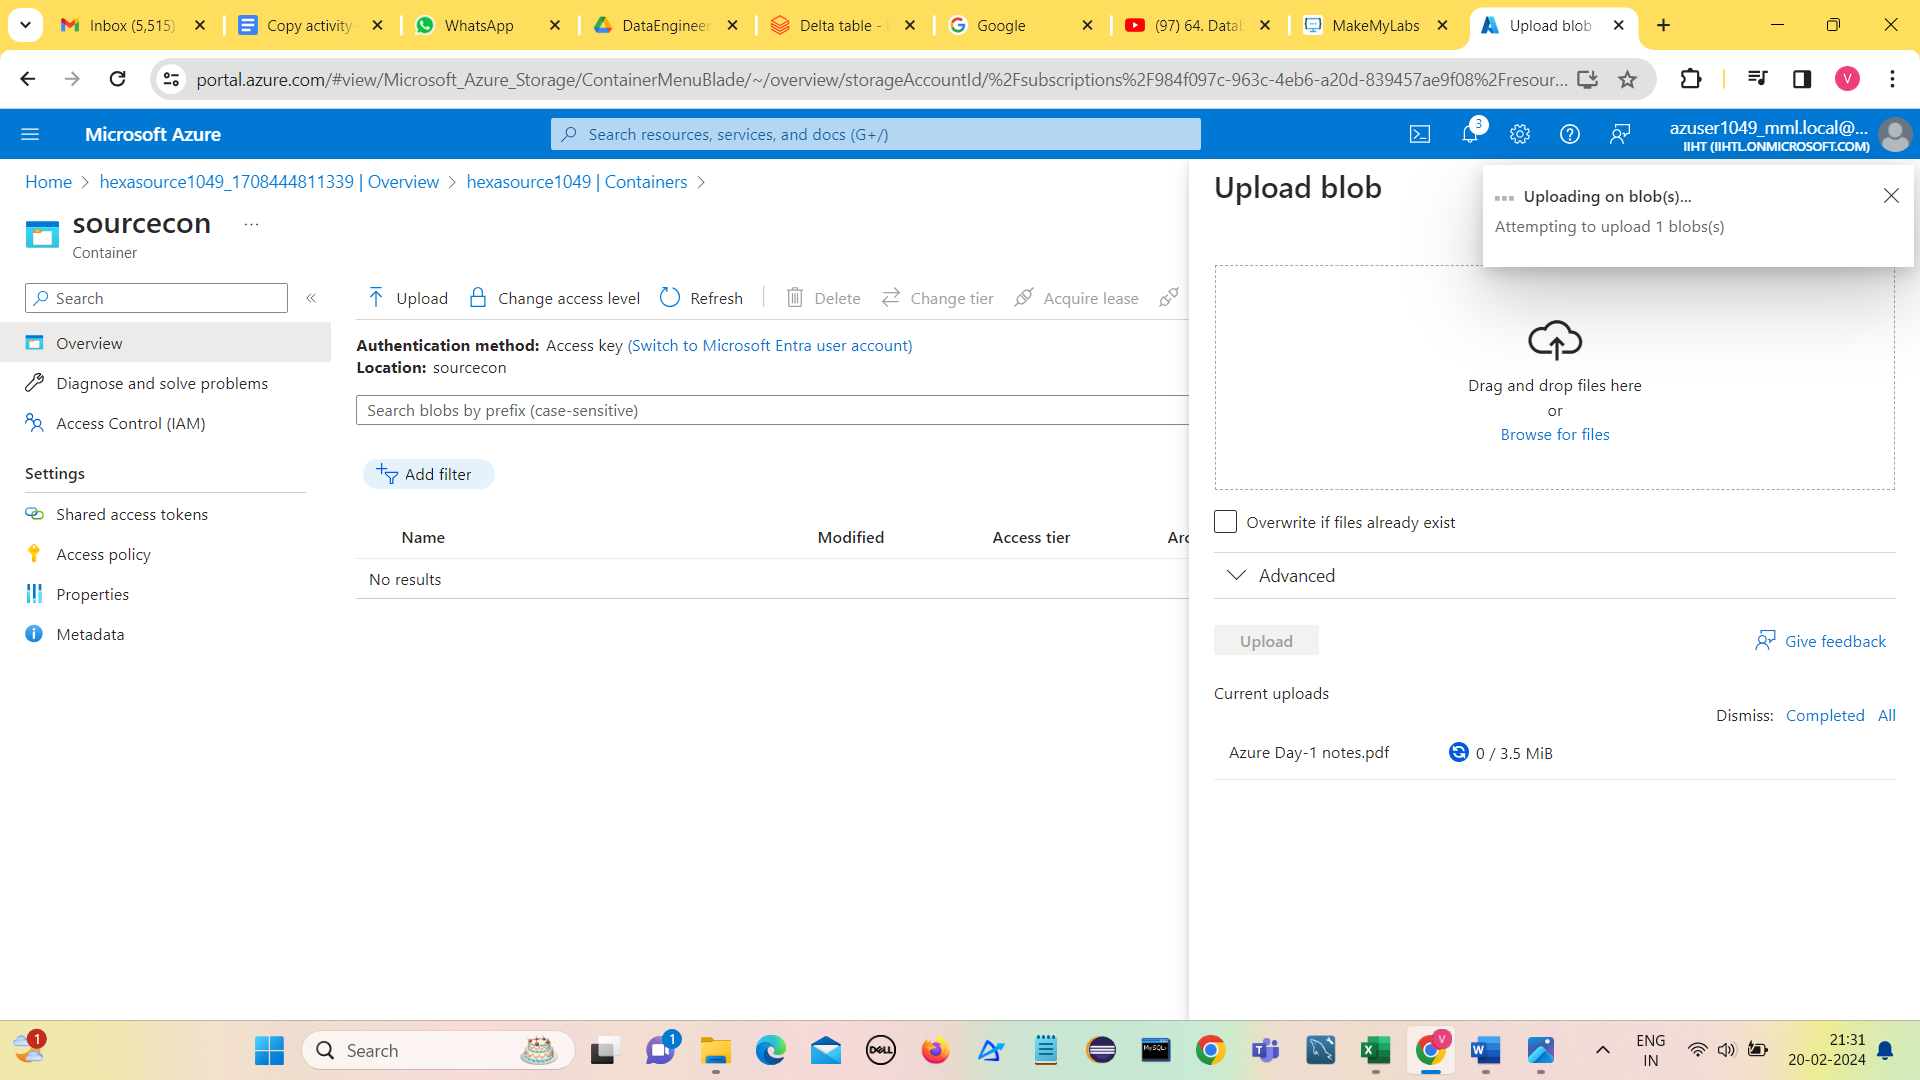 Inbox (5,515)
Copy activity-
WhatsApp
DataEngineer
Delta table -
Google
(97) 64. Datab
MakeMyLabs
Upload blob
portal.azure.com/#view/Microsoft_Azure_Storage/ContainerMenuBlade/~/overview/storageAccountId/%2Fsubscriptions%2F984f097c-963c-4eb6-a20d-839457ae9f08%2Fresour...
V
Microsoft Azure
Search resources, services, and docs (G+/)
3
azuser1049_mml.local@...
IIHT (IIHTL.ONMICROSOFT.COM)
Home > hexasource1049_1708444811339 | Overview > hexasource1049 | Containers >
sourcecon ...
Container
Search
Overview
Diagnose and solve problems
Access Control (IAM)
Settings
Shared access tokens
Access policy
Properties
Metadata
Upload
Change access level
Refresh
Delete
Change tier
Acquire lease
Authentication method: Access key (Switch to Microsoft Entra user account)
Location: sourcecon
Search blobs by prefix (case-sensitive)
Add filter
Name Modified Access tier Arc
No results
Upload blob
Uploading on blob(s)...
Attempting to upload 1 blobs(s)
Drag and drop files here
or
Browse for files
Overwrite if files already exist
Advanced
Upload
Give feedback
Current uploads
Dismiss: Completed All
Azure Day-1 notes.pdf 0 / 3.5 MiB
1
Search
1
DELL
MySQL
V
ENG
IN
21:31
20-02-2024